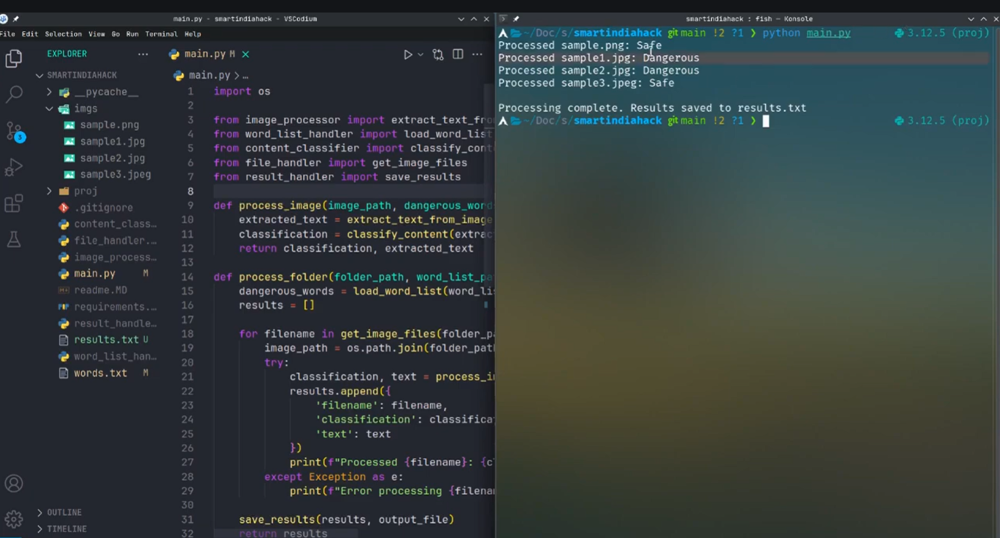 main.py - smartindiahack - VSCodium
File Edit Selection View Go Run Terminal Help
EXPLORER
SMARTINDIAHACK
__pycache__
imgs
sample.png
sample1.jpg
sample2.jpg
sample3.jpeg
proj
.gitignore
content_class...
file_handler....
image_process...
main.py M
readme.MD
requirements....
result_handle...
results.txt U
word_list_han...
words.txt M
OUTLINE
TIMELINE
3
main.py M
main.py > ...
1 import os
2
3 from image_processor import extract_text_fro
4 from word_list_handler import load_word_list
5 from content_classifier import classify_cont
6 from file_handler import get_image_files
7 from result_handler import save_results
8
9 def process_image(image_path, dangerous_word
10 extracted_text = extract_text_from_image
11 classification = classify_content(extrac
12 return classification, extracted_text
13
14 def process_folder(folder_path, word_list_pa
15 dangerous_words = load_word_list(word_li
16 results = []
17
18 for filename in get_image_files(folder_p
19 image_path = os.path.join(folder_path
20 try:
21 classification, text = process_i
22 results.append({
23 'filename': filename,
24 'classification': classifica
25 'text': text
26 })
27 print(f"Processed {filename}: {c
28 except Exception as e:
29 print(f"Error processing {filena
30
31 save_results(results, output_file)
32 return results
smartindiahack : fish — Konsole
~/Doc/s/smartindiahack git main !2 ?1 ❯ python main.py 3.12.5 (proj)
Processed sample.png: Safe
Processed sample1.jpg: Dangerous
Processed sample2.jpg: Dangerous
Processed sample3.jpeg: Safe
Processing complete. Results saved to results.txt
~/Doc/s/smartindiahack git main !2 ?1 ❯ 3.12.5 (proj)